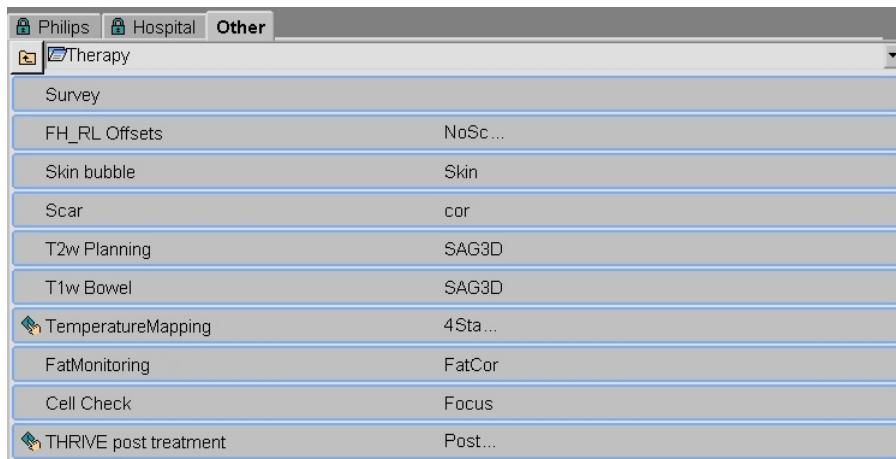 Philips Hospital Other
Therapy
Survey
FH_RL Offsets NoSc...
Skin bubble Skin
Scar cor
T2w Planning SAG3D
T1w Bowel SAG3D
TemperatureMapping 4Sta...
FatMonitoring FatCor
Cell Check Focus
THRIVE post treatment Post...